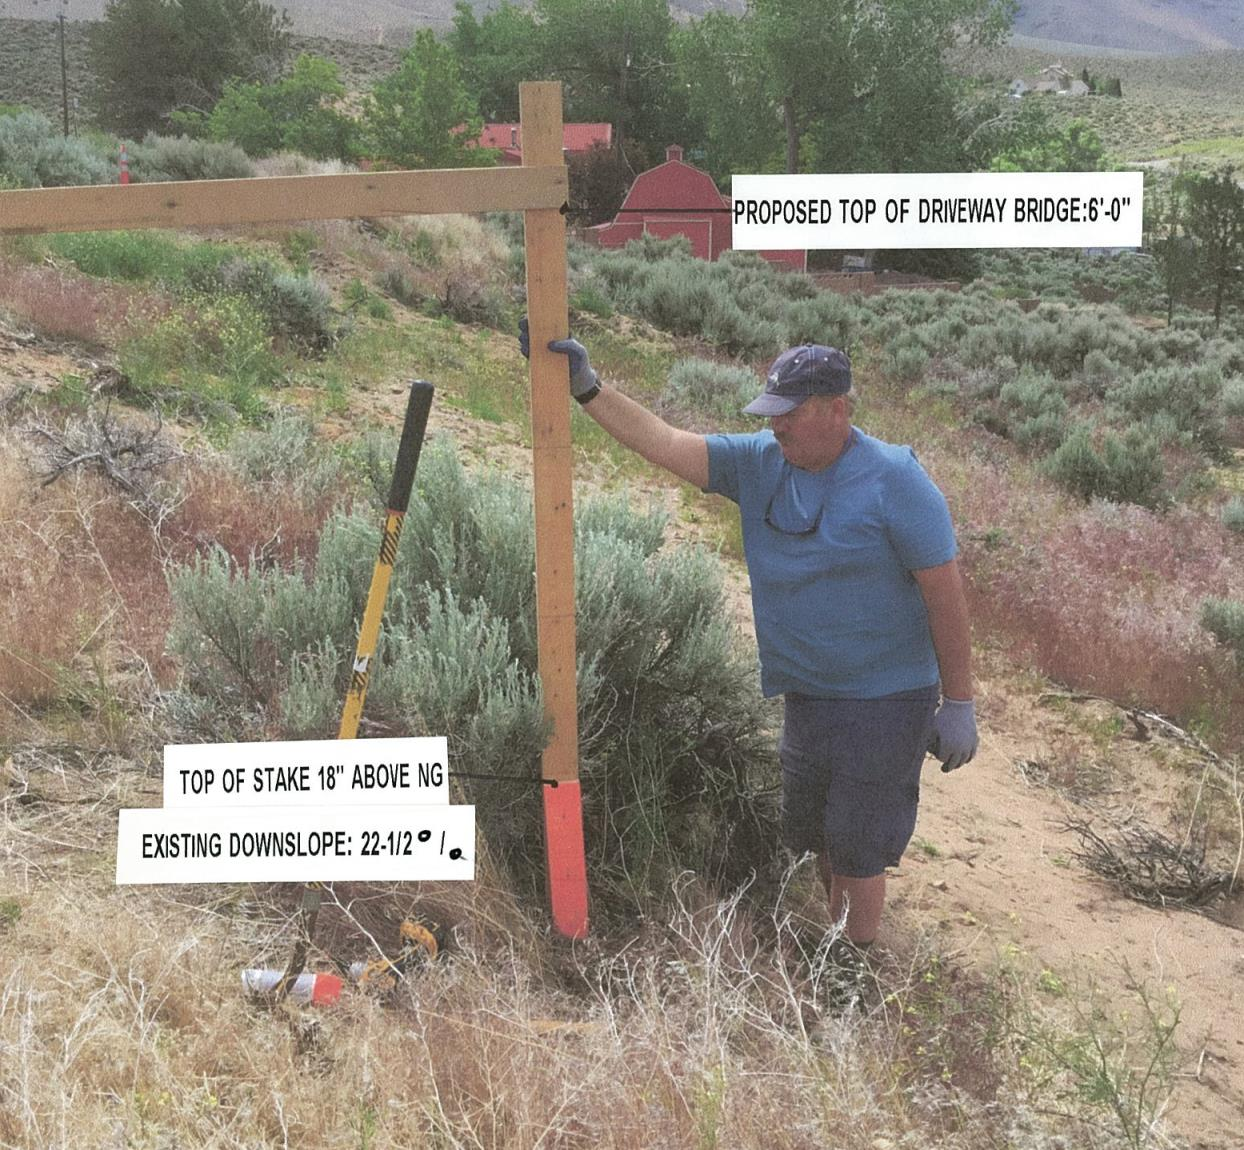 PROPOSED TOP OF DRIVEWAY BRIDGE:6'-0"
TOP OF STAKE 18" ABOVE NG
EXISTING DOWNSLOPE: 22-1/2° /.